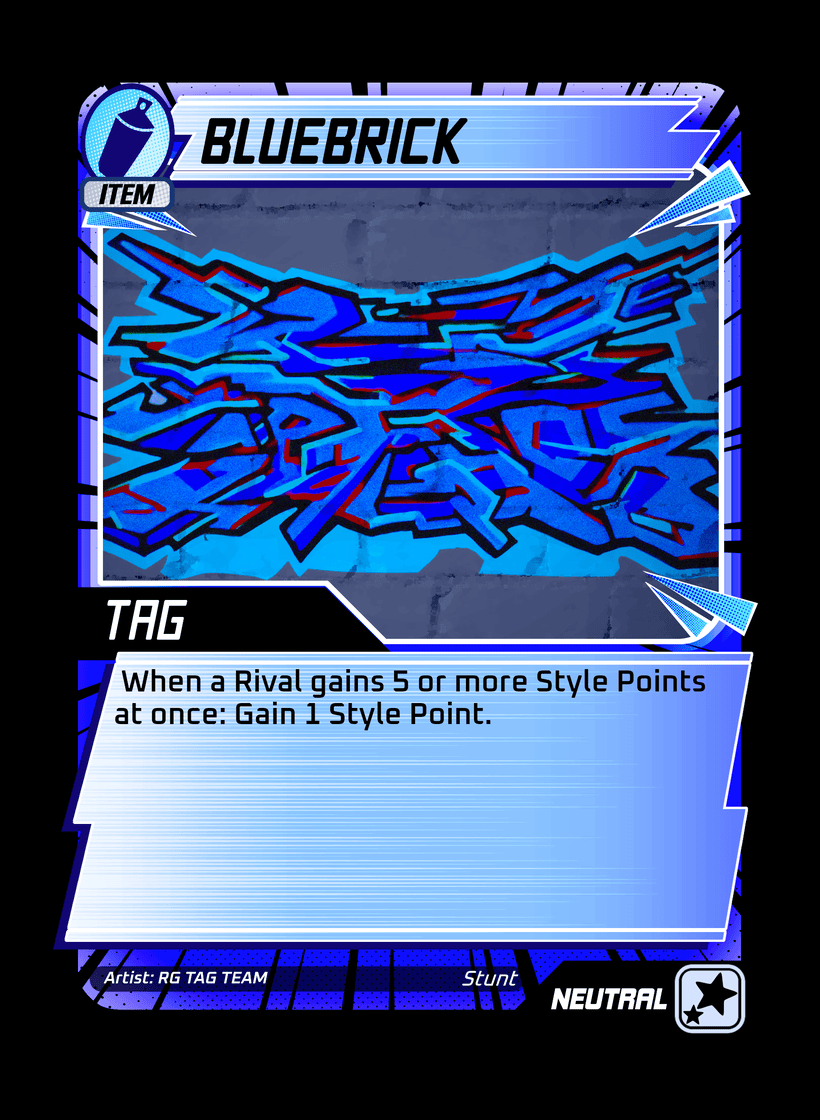 BLUEBRICK
ITEM
TAG
When a Rival gains 5 or more Style Points
at once: Gain 1 Style Point.
Artist: RG TAG TEAM
Stunt
NEUTRAL